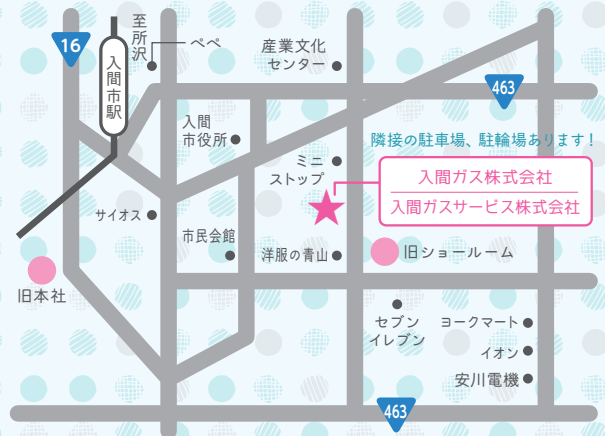 16
至所沢
ペペ
入間市駅
産業文化
センター
463
入間
市役所
隣接の駐車場、駐輪場あります！
ミニ
ストップ
入間ガス株式会社
入間ガスサービス株式会社
サイオス
市民会館
洋服の青山
旧ショールーム
旧本社
セブン
イレブン
ヨークマート
イオン
安川電機
463